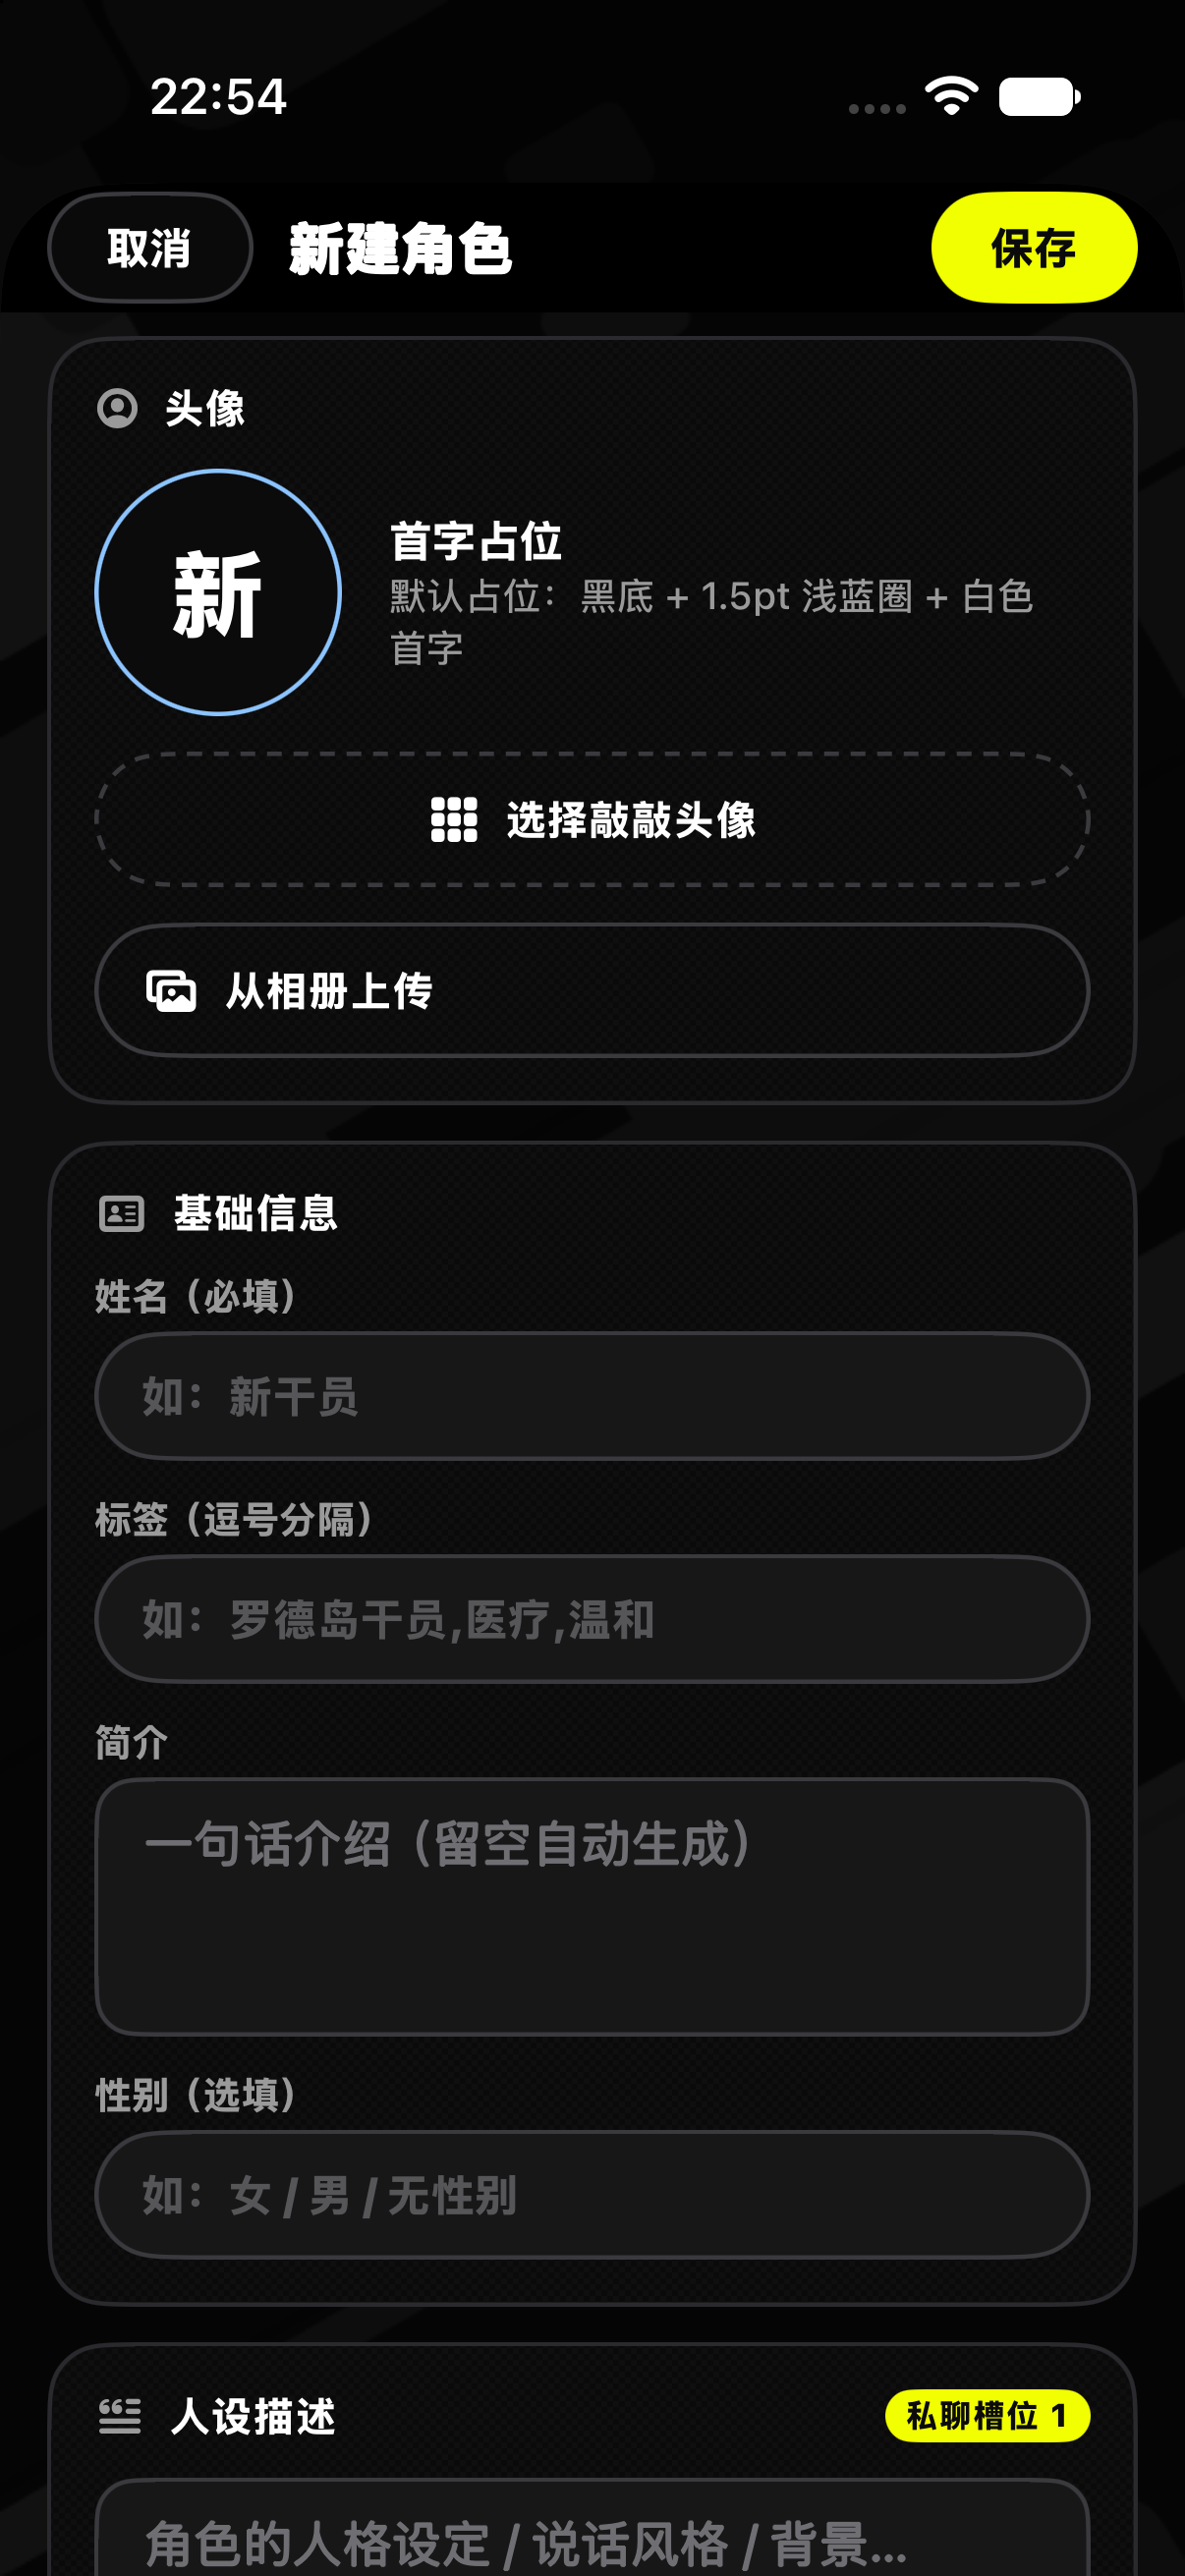 22:54
取消 新建角色 保存
头像
新
首字占位
默认占位：黑底 + 1.5pt 浅蓝圈 + 白色
首字
选择敲敲头像
从相册上传
基础信息
姓名（必填）
如：新干员
标签（逗号分隔）
如：罗德岛干员,医疗,温和
简介
一句话介绍（留空自动生成）
性别（选填）
如：女 / 男 / 无性别
人设描述 私聊槽位 1
角色的人格设定 / 说话风格 / 背景...